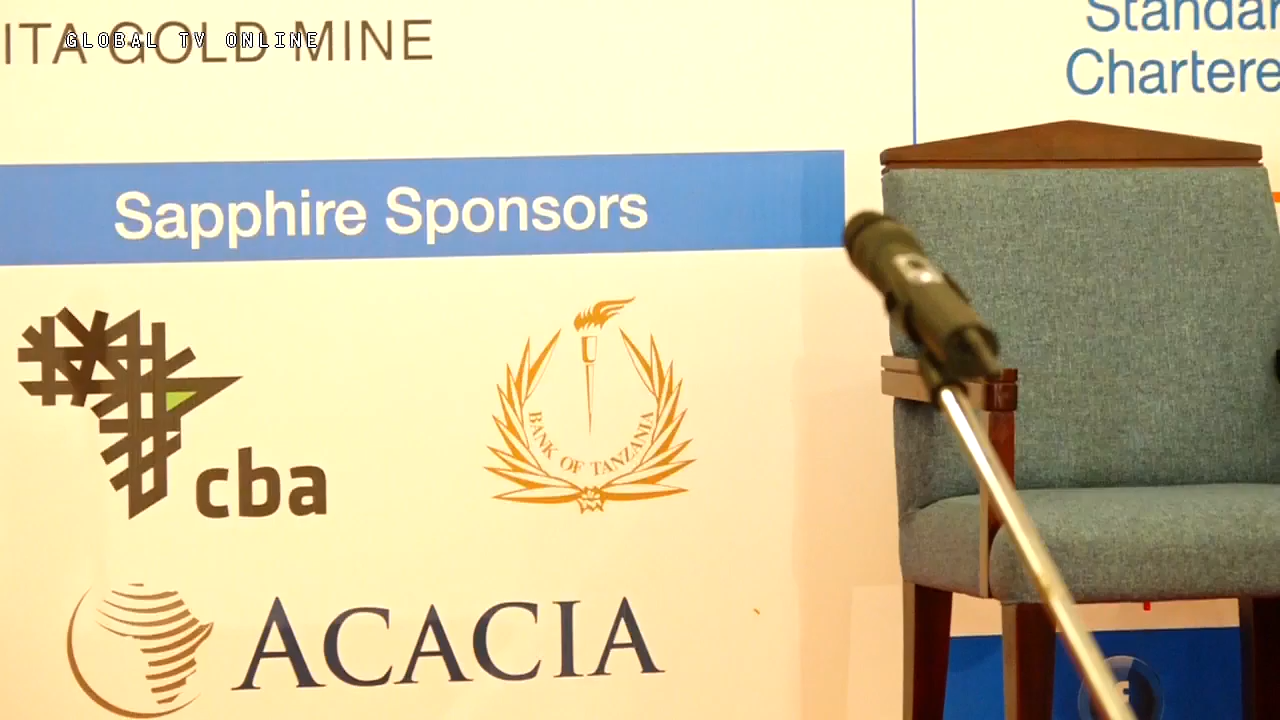 GLOBAL TV ONLINE
ITA GOLD MINE
Standar
Chartere
Sapphire Sponsors
cba
BANK OF TANZANIA
ACACIA
f